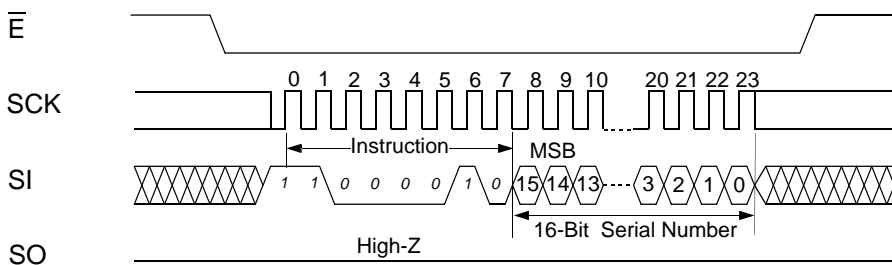 E
0 1 2 3 4 5 6 7 8 9 10 20 21 22 23
SCK
Instruction MSB
SI 1 1 0 0 0 0 1 0 15 14 13 3 2 1 0
16-Bit Serial Number
High-Z
SO